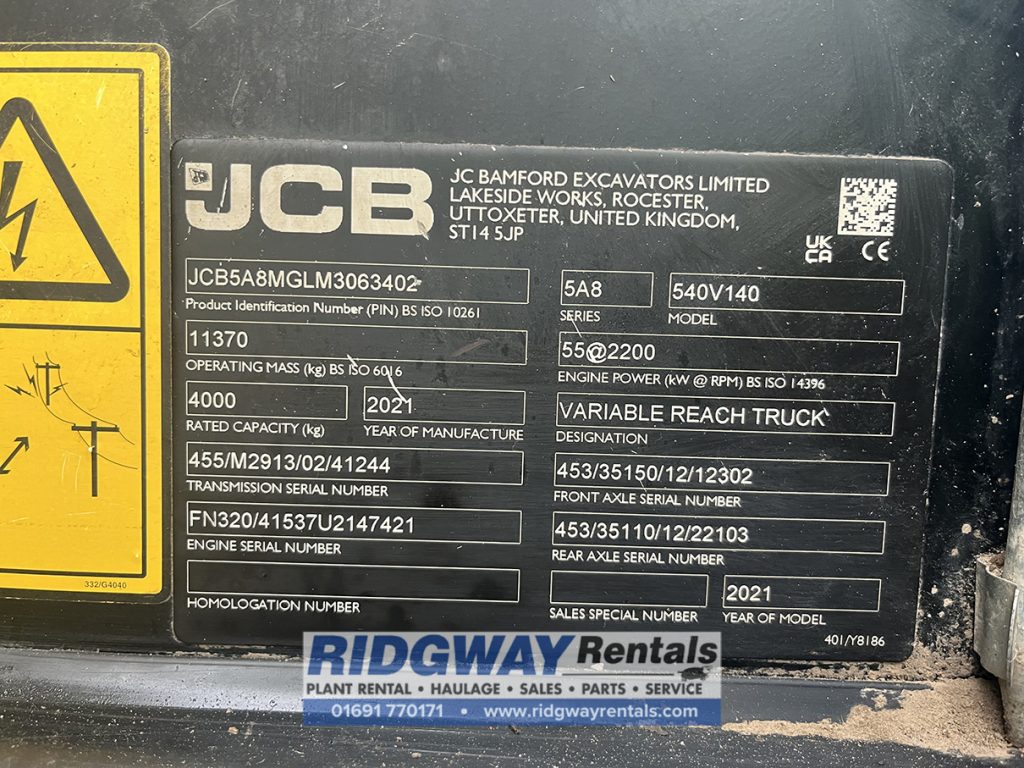 JCB
JC BAMFORD EXCAVATORS LIMITED
LAKESIDE WORKS, ROCESTER,
UTTOXETER, UNITED KINGDOM,
ST14 5JP
UK
CA
CE
JCB5A8MGLM3063402
Product Identification Number (PIN) BS ISO 10261
5A8
SERIES
540V140
MODEL
11370
OPERATING MASS (kg) BS ISO 6016
55@2200
ENGINE POWER (kW @ RPM) BS ISO 14396
4000
RATED CAPACITY (kg)
2021
YEAR OF MANUFACTURE
VARIABLE REACH TRUCK
DESIGNATION
455/M2913/02/41244
TRANSMISSION SERIAL NUMBER
453/35150/12/12302
FRONT AXLE SERIAL NUMBER
FN320/41537U2147421
ENGINE SERIAL NUMBER
453/35110/12/22103
REAR AXLE SERIAL NUMBER
HOMOLOGATION NUMBER
SALES SPECIAL NUMBER
2021
YEAR OF MODEL
401/Y8186
332/G4040
RIDGWAY Rentals
PLANT RENTAL • HAULAGE • SALES • PARTS • SERVICE
01691 770171 • www.ridgwayrentals.com